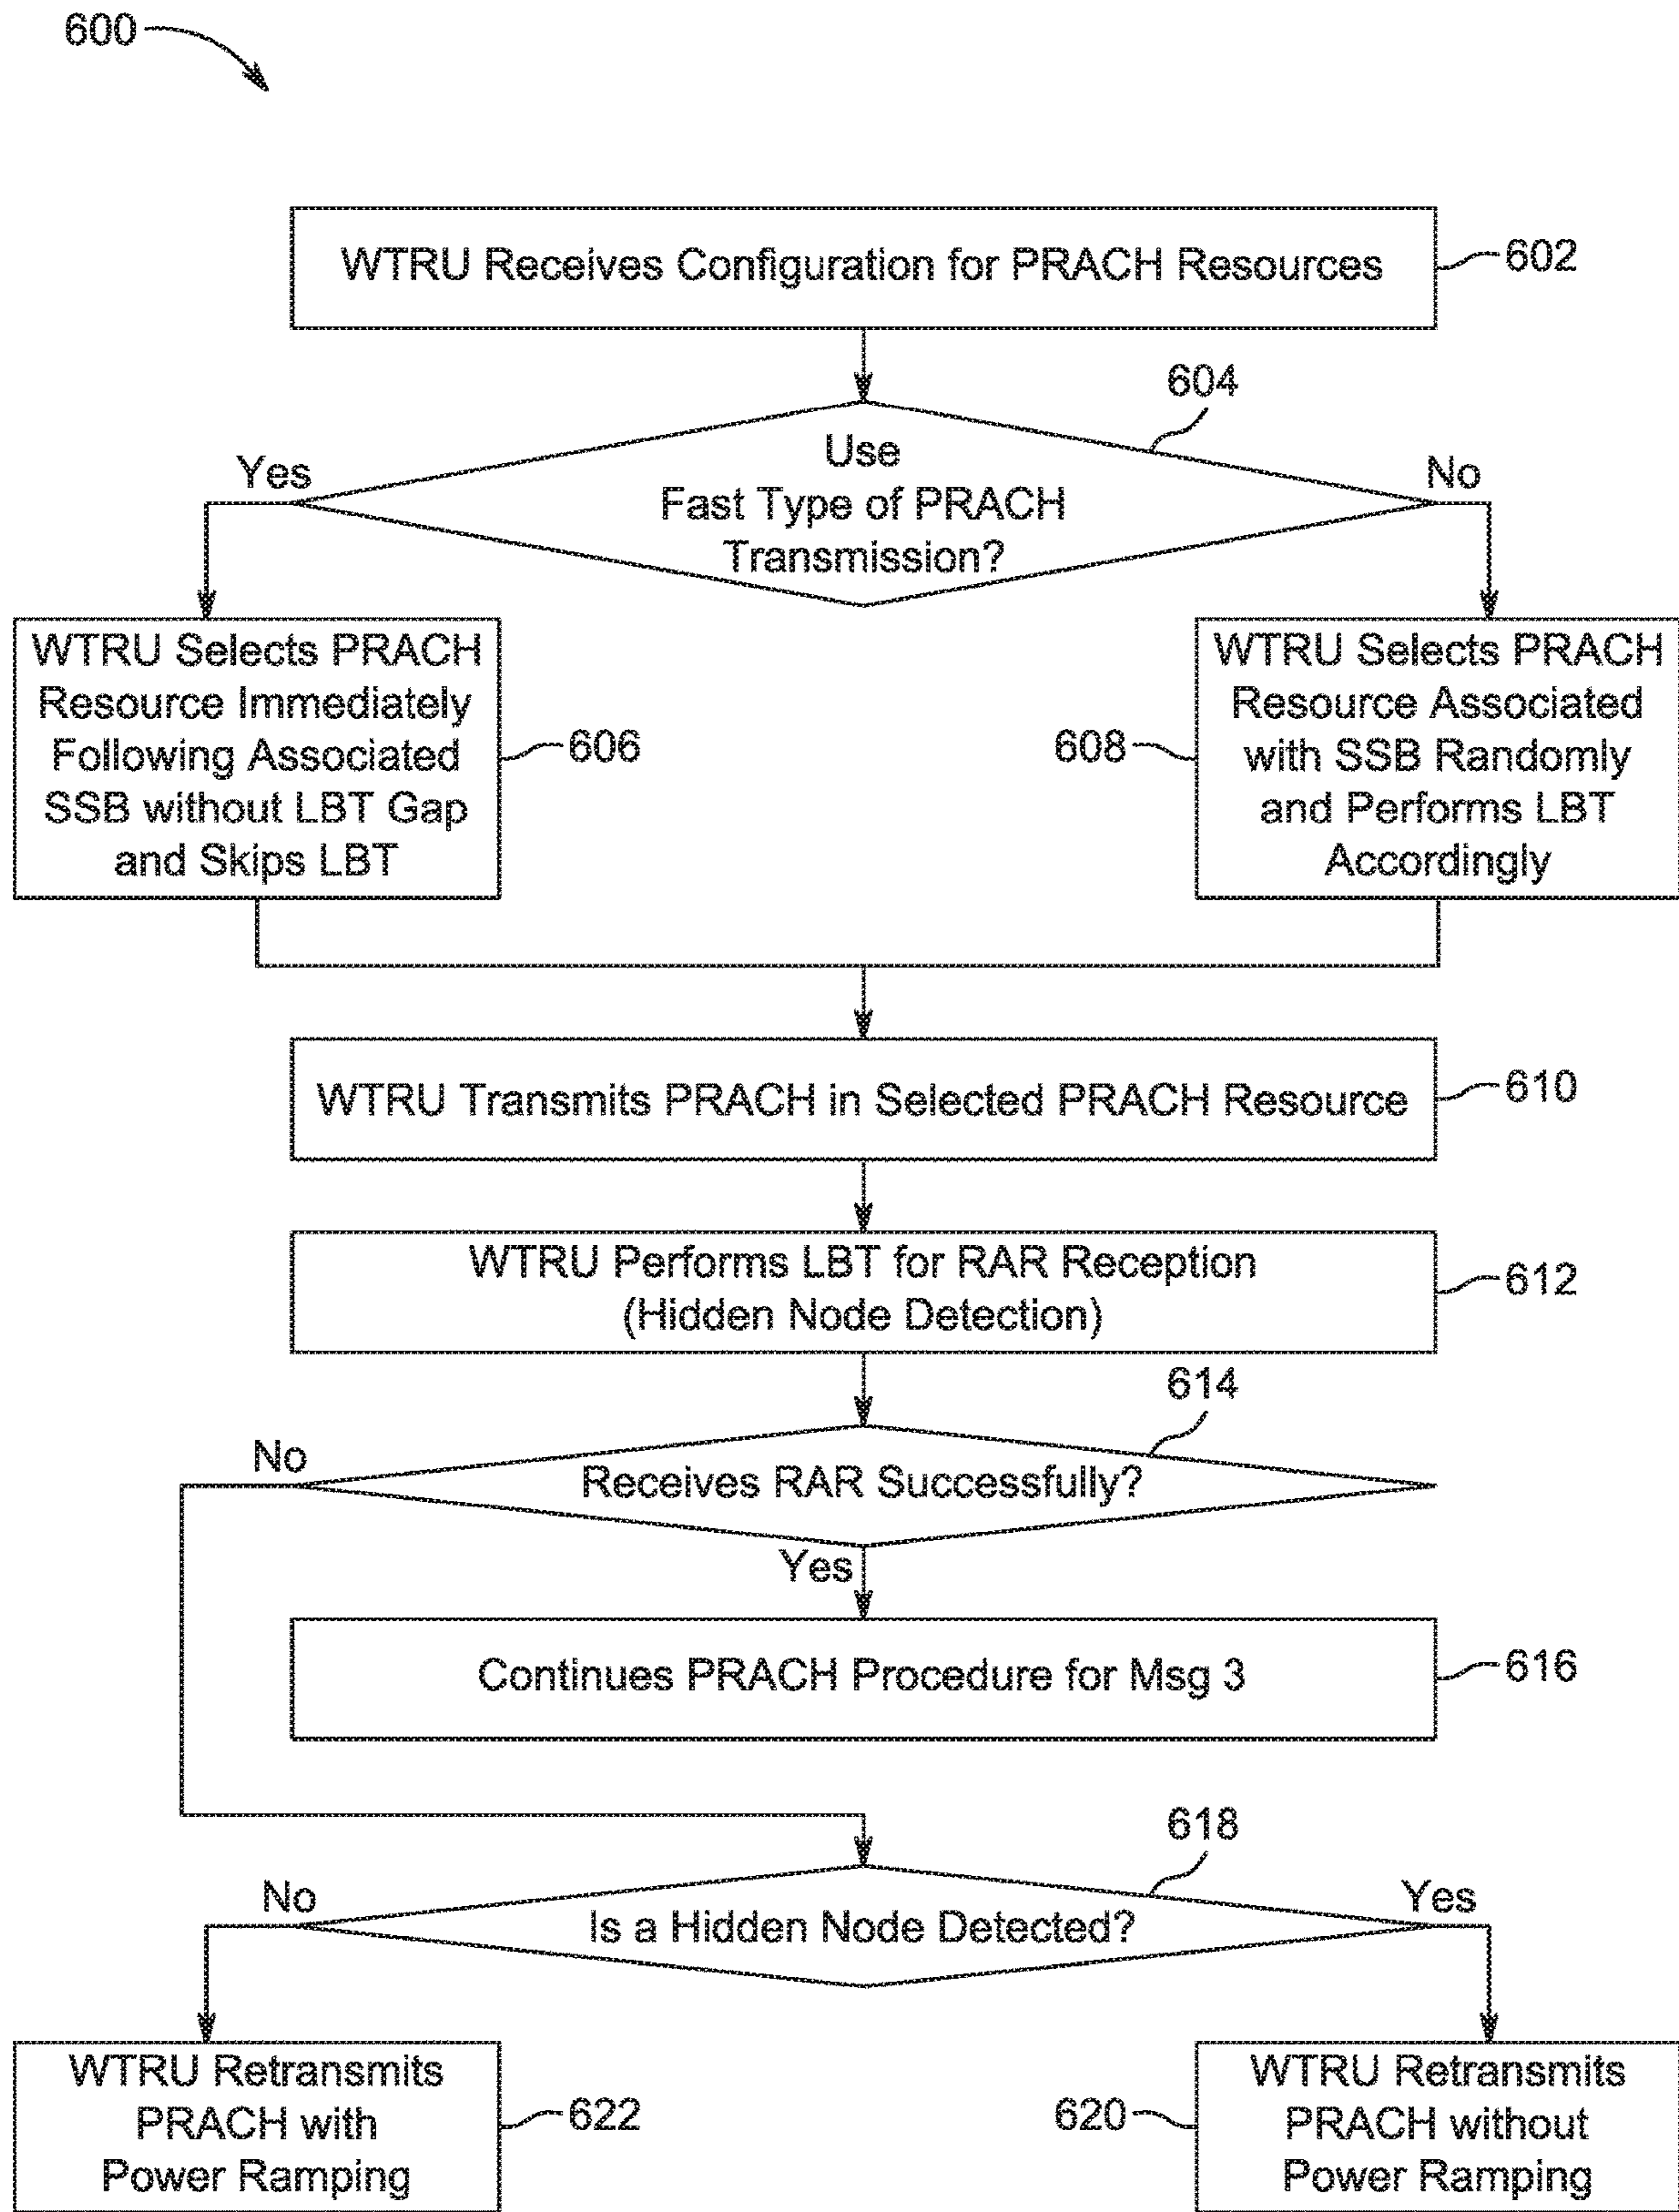 600
WTRU Receives Configuration for PRACH Resources
602
604
Use
Fast Type of PRACH
Transmission?
Yes
No
WTRU Selects PRACH
Resource Immediately
Following Associated
SSB without LBT Gap
and Skips LBT
606
WTRU Selects PRACH
Resource Associated
with SSB Randomly
and Performs LBT
Accordingly
608
WTRU Transmits PRACH in Selected PRACH Resource
610
WTRU Performs LBT for RAR Reception
(Hidden Node Detection)
612
614
Receives RAR Successfully?
No
Yes
Continues PRACH Procedure for Msg 3
616
618
Is a Hidden Node Detected?
No
Yes
WTRU Retransmits
PRACH with
Power Ramping
622
WTRU Retransmits
PRACH without
Power Ramping
620